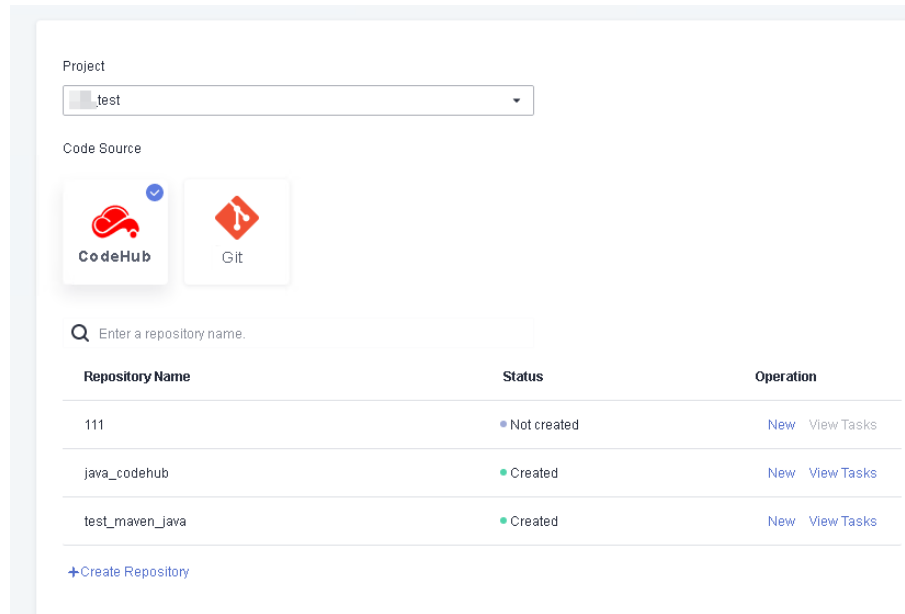 Project
_test
Code Source
CodeHub
Git
Enter a repository name.
Repository Name Status Operation
111 Not created New View Tasks
java_codehub Created New View Tasks
test_maven_java Created New View Tasks
+Create Repository